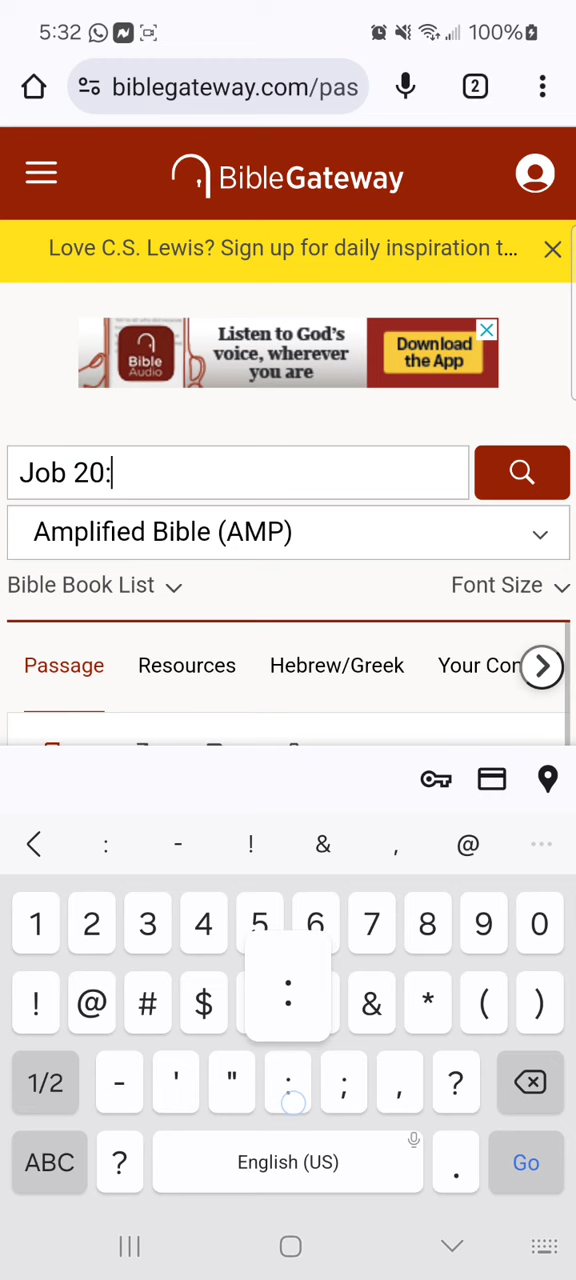 5:32 100%
biblegateway.com/pas 2
BibleGateway
Love C.S. Lewis? Sign up for daily inspiration t...
Bible
Audio
Listen to God's
voice, wherever
you are
Download
the App
Job 20:
Amplified Bible (AMP)
Bible Book List Font Size
Passage Resources Hebrew/Greek Your Con
: - ! & , @ ...
1 2 3 4 5 6 7 8 9 0
:
! @ # $ & * ( )
1/2 - ' " : ; , ?
ABC ? English (US) . Go